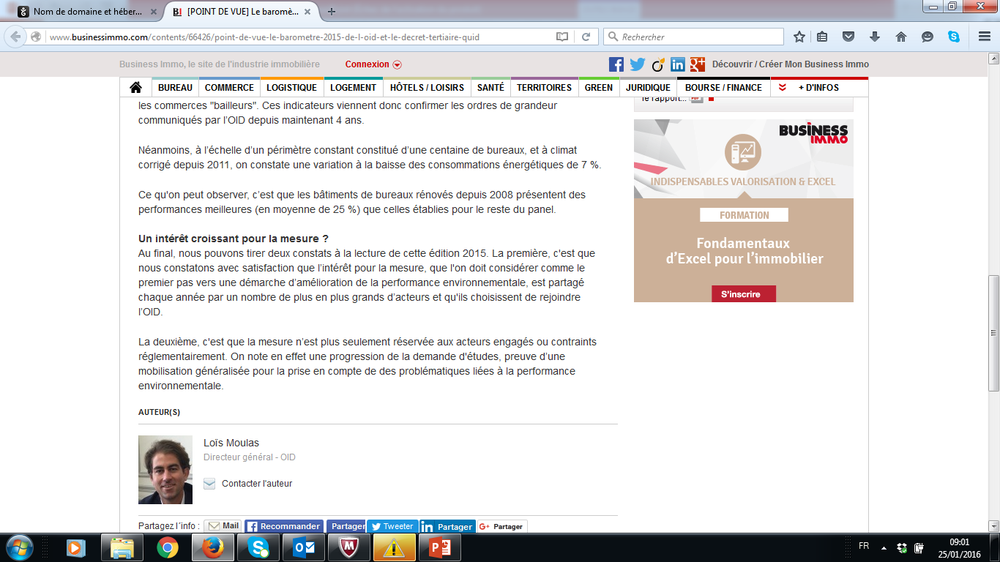 Nom de domaine et héber...
[POINT DE VUE] Le baromè...
www.businessimmo.com/contents/66426/point-de-vue-le-barometre-2015-de-l-oid-et-le-decret-tertiaire-quid
Rechercher
Business Immo, le site de l'industrie immobilière
Connexion
Découvrir / Créer Mon Business Immo
BUREAU
COMMERCE
LOGISTIQUE
LOGEMENT
HÔTELS / LOISIRS
SANTÉ
TERRITOIRES
GREEN
JURIDIQUE
BOURSE / FINANCE
+ D'INFOS
les commerces "bailleurs". Ces indicateurs viennent donc confirmer les ordres de grandeur
communiqués par l’OID depuis maintenant 4 ans.
Néanmoins, à l’échelle d’un périmètre constant constitué d’une centaine de bureaux, et à climat
corrigé depuis 2011, on constate une variation à la baisse des consommations énergétiques de 7 %.
Ce qu'on peut observer, c’est que les bâtiments de bureaux rénovés depuis 2008 présentent des
performances meilleures (en moyenne de 25 %) que celles établies pour le reste du panel.
Un intérêt croissant pour la mesure ?
Au final, nous pouvons tirer deux constats à la lecture de cette édition 2015. La première, c'est que
nous constatons avec satisfaction que l’intérêt pour la mesure, que l'on doit considérer comme le
premier pas vers une démarche d’amélioration de la performance environnementale, est partagé
chaque année par un nombre de plus en plus grands d’acteurs et qu'ils choisissent de rejoindre
l’OID.
La deuxième, c'est que la mesure n’est plus seulement réservée aux acteurs engagés ou contraints
réglementairement. On note en effet une progression de la demande d'études, preuve d’une
mobilisation généralisée pour la prise en compte de des problématiques liées à la performance
environnementale.
AUTEUR(S)
Loïs Moulas
Directeur général - OID
Contacter l'auteur
Partagez l´info :
Mail
Recommander
Partager
Tweeter
Partager
Partager
le rapport...
BUSINESS
IMMO
INDISPENSABLES VALORISATION & EXCEL
FORMATION
Fondamentaux
d’Excel pour l’immobilier
S'inscrire
FR
09:01
25/01/2016